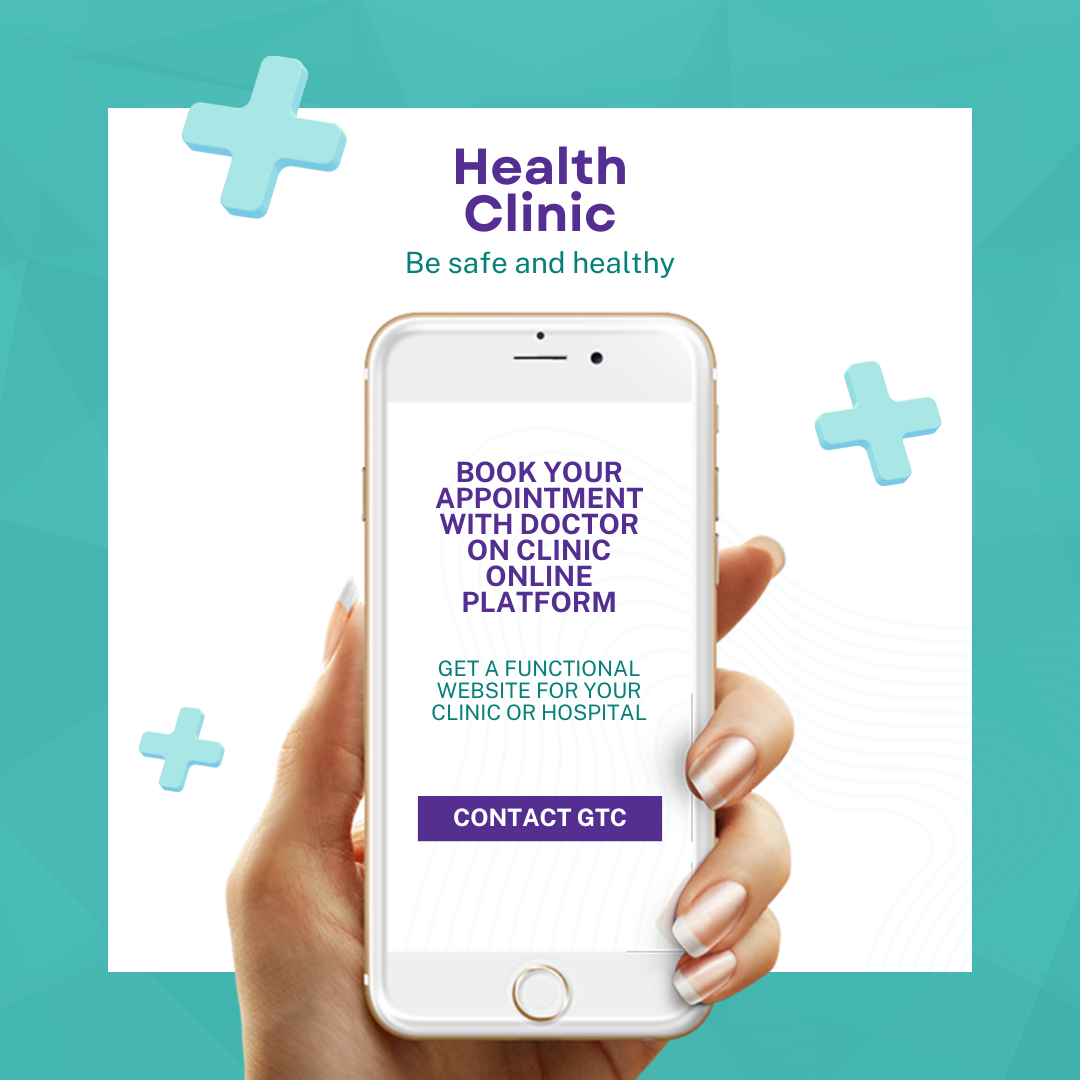 Health
Clinic
Be safe and healthy
BOOK YOUR
APPOINTMENT
WITH DOCTOR
ON CLINIC
ONLINE
PLATFORM
GET A FUNCTIONAL
WEBSITE FOR YOUR
CLINIC OR HOSPITAL
CONTACT GTC